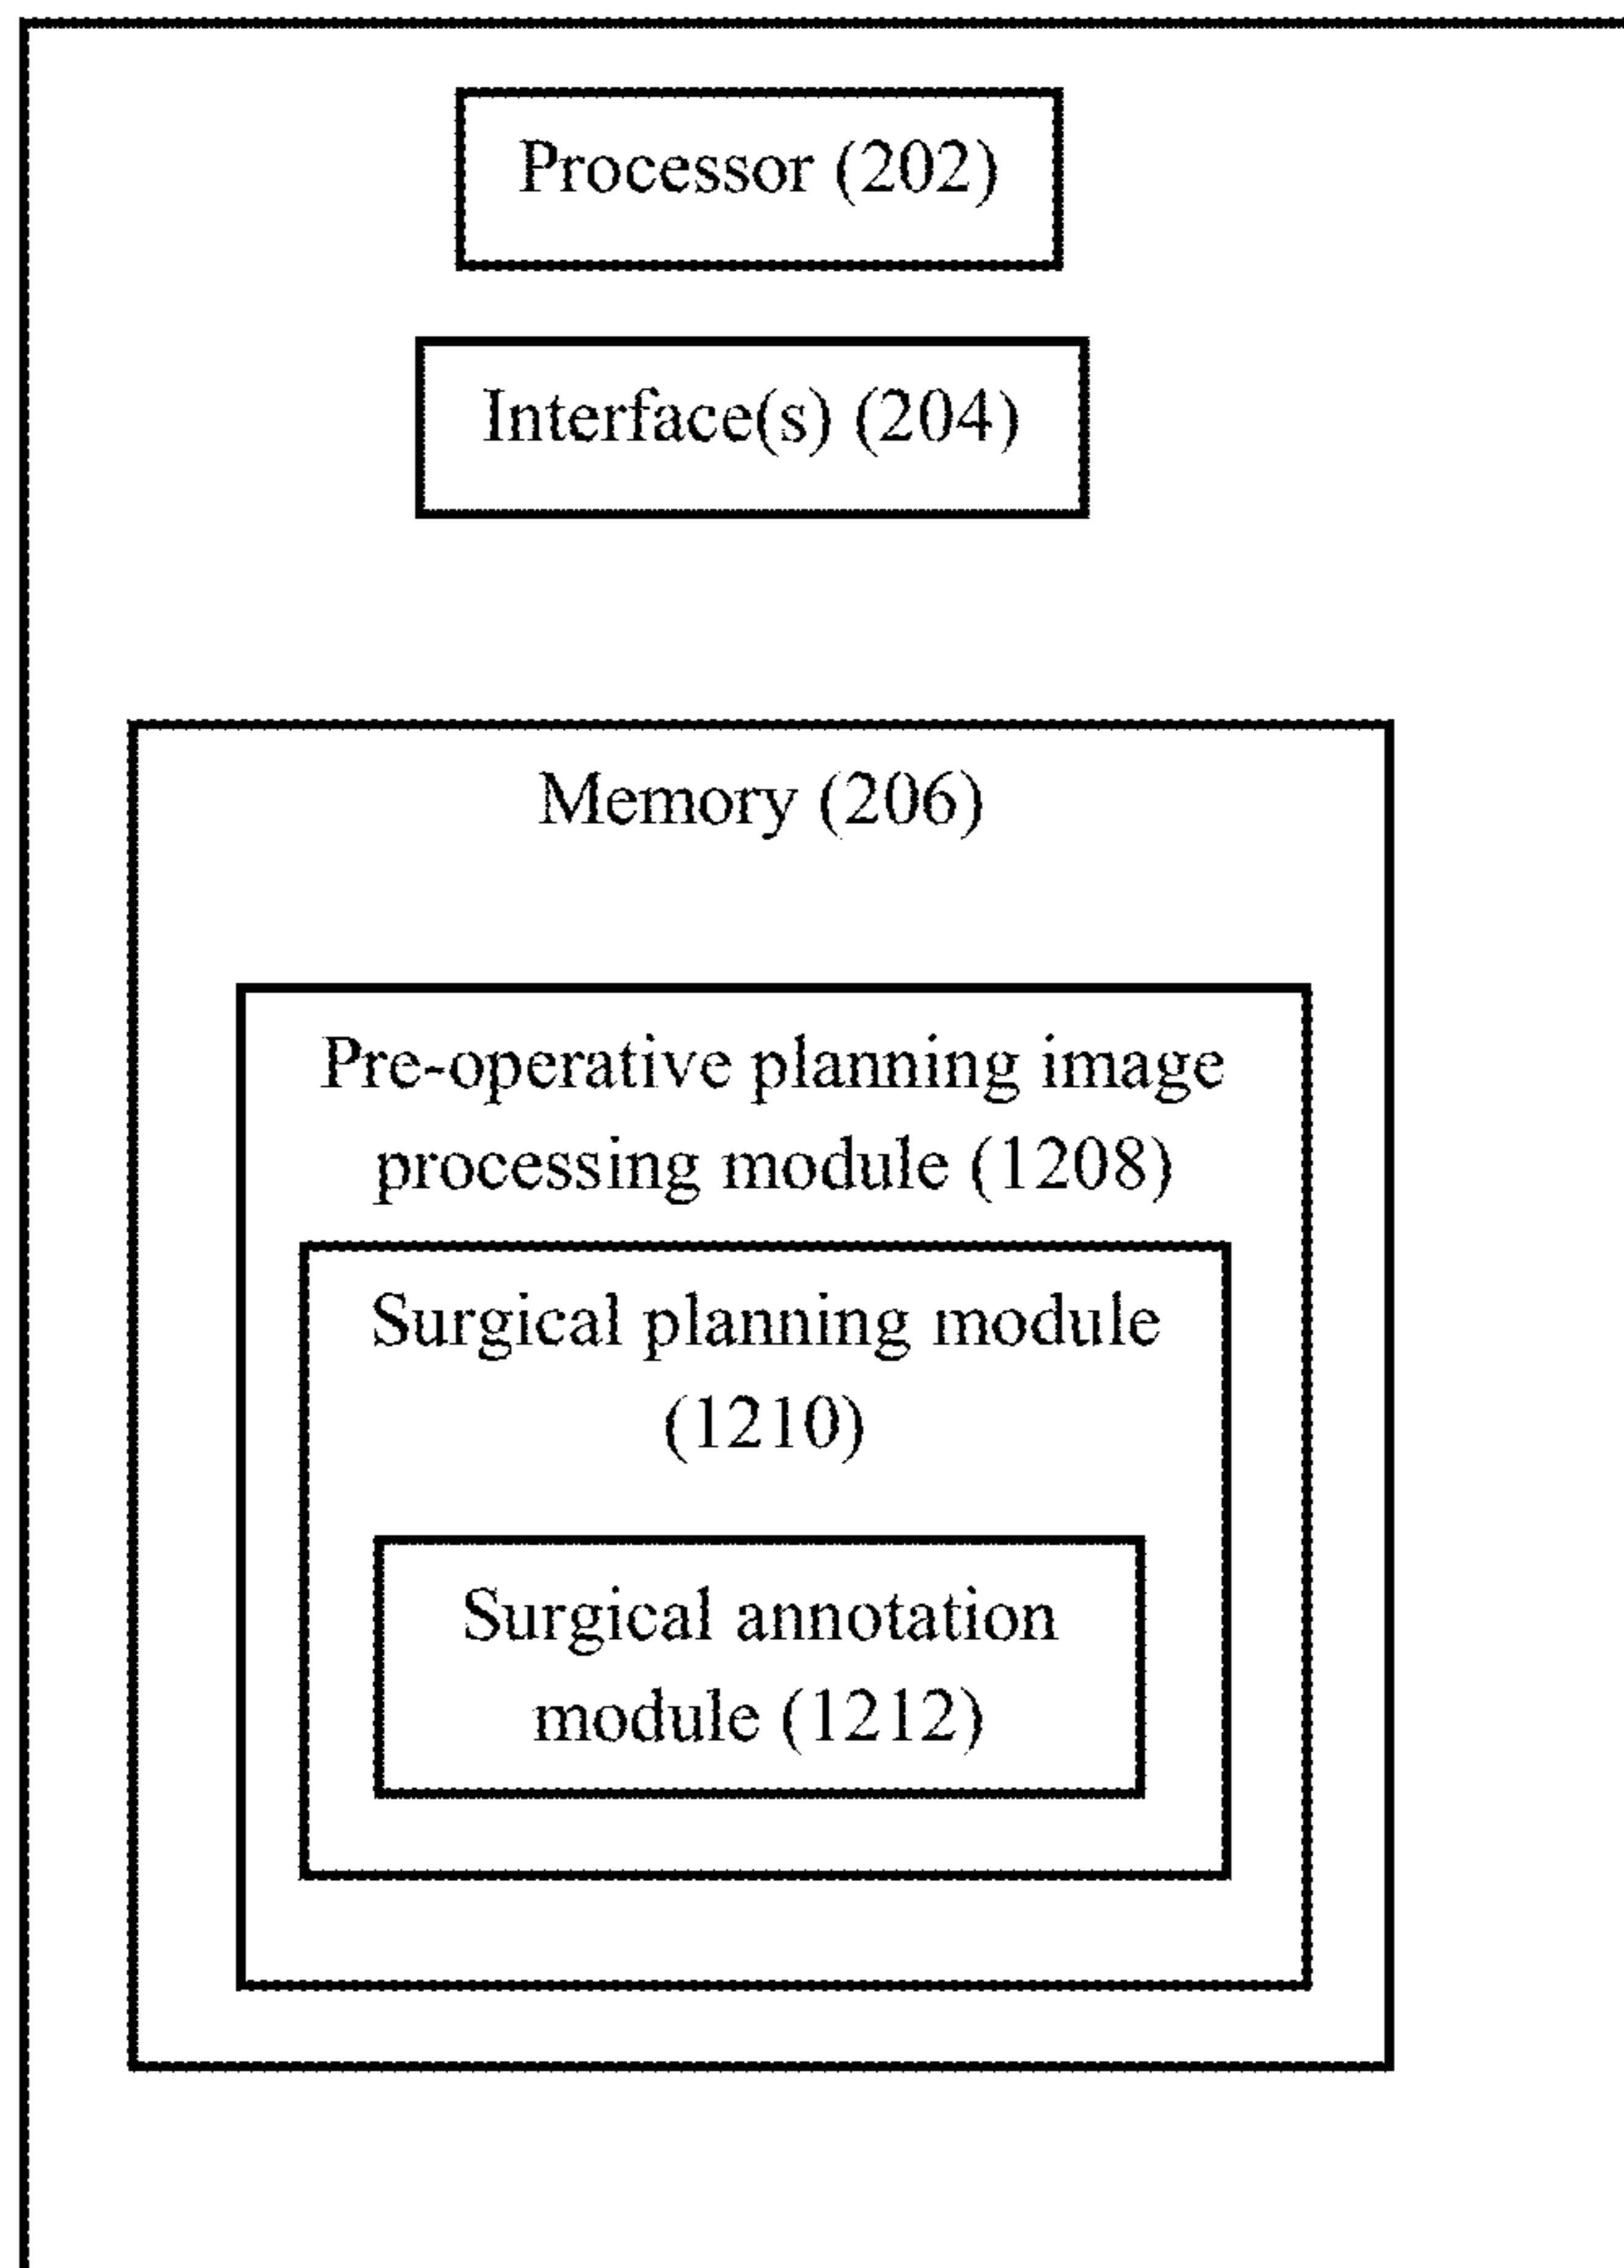 Processor (202)
Interface(s) (204)
Memory (206)
Pre-operative planning image
processing module (1208)
Surgical planning module
(1210)
Surgical annotation
module (1212)